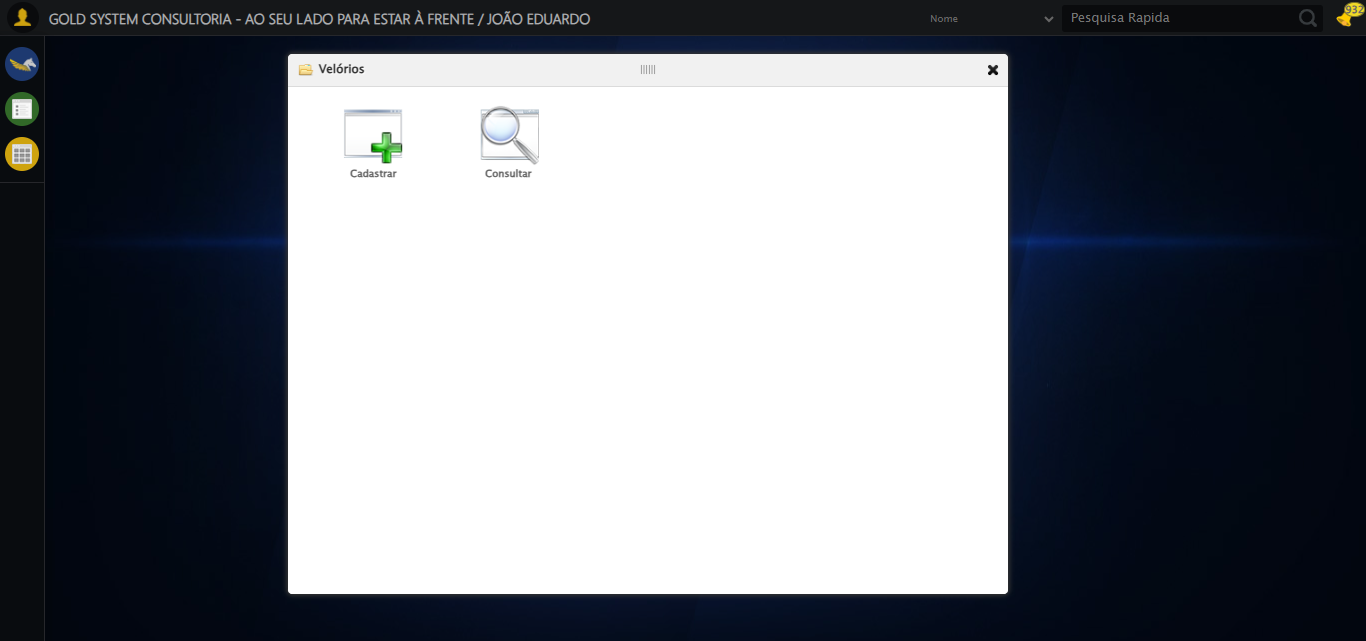 GOLD SYSTEM CONSULTORIA - AO SEU LADO PARA ESTAR À FRENTE / JOÃO EDUARDO
Nome
Pesquisa Rapida
932
Velórios
Cadastrar
Consultar